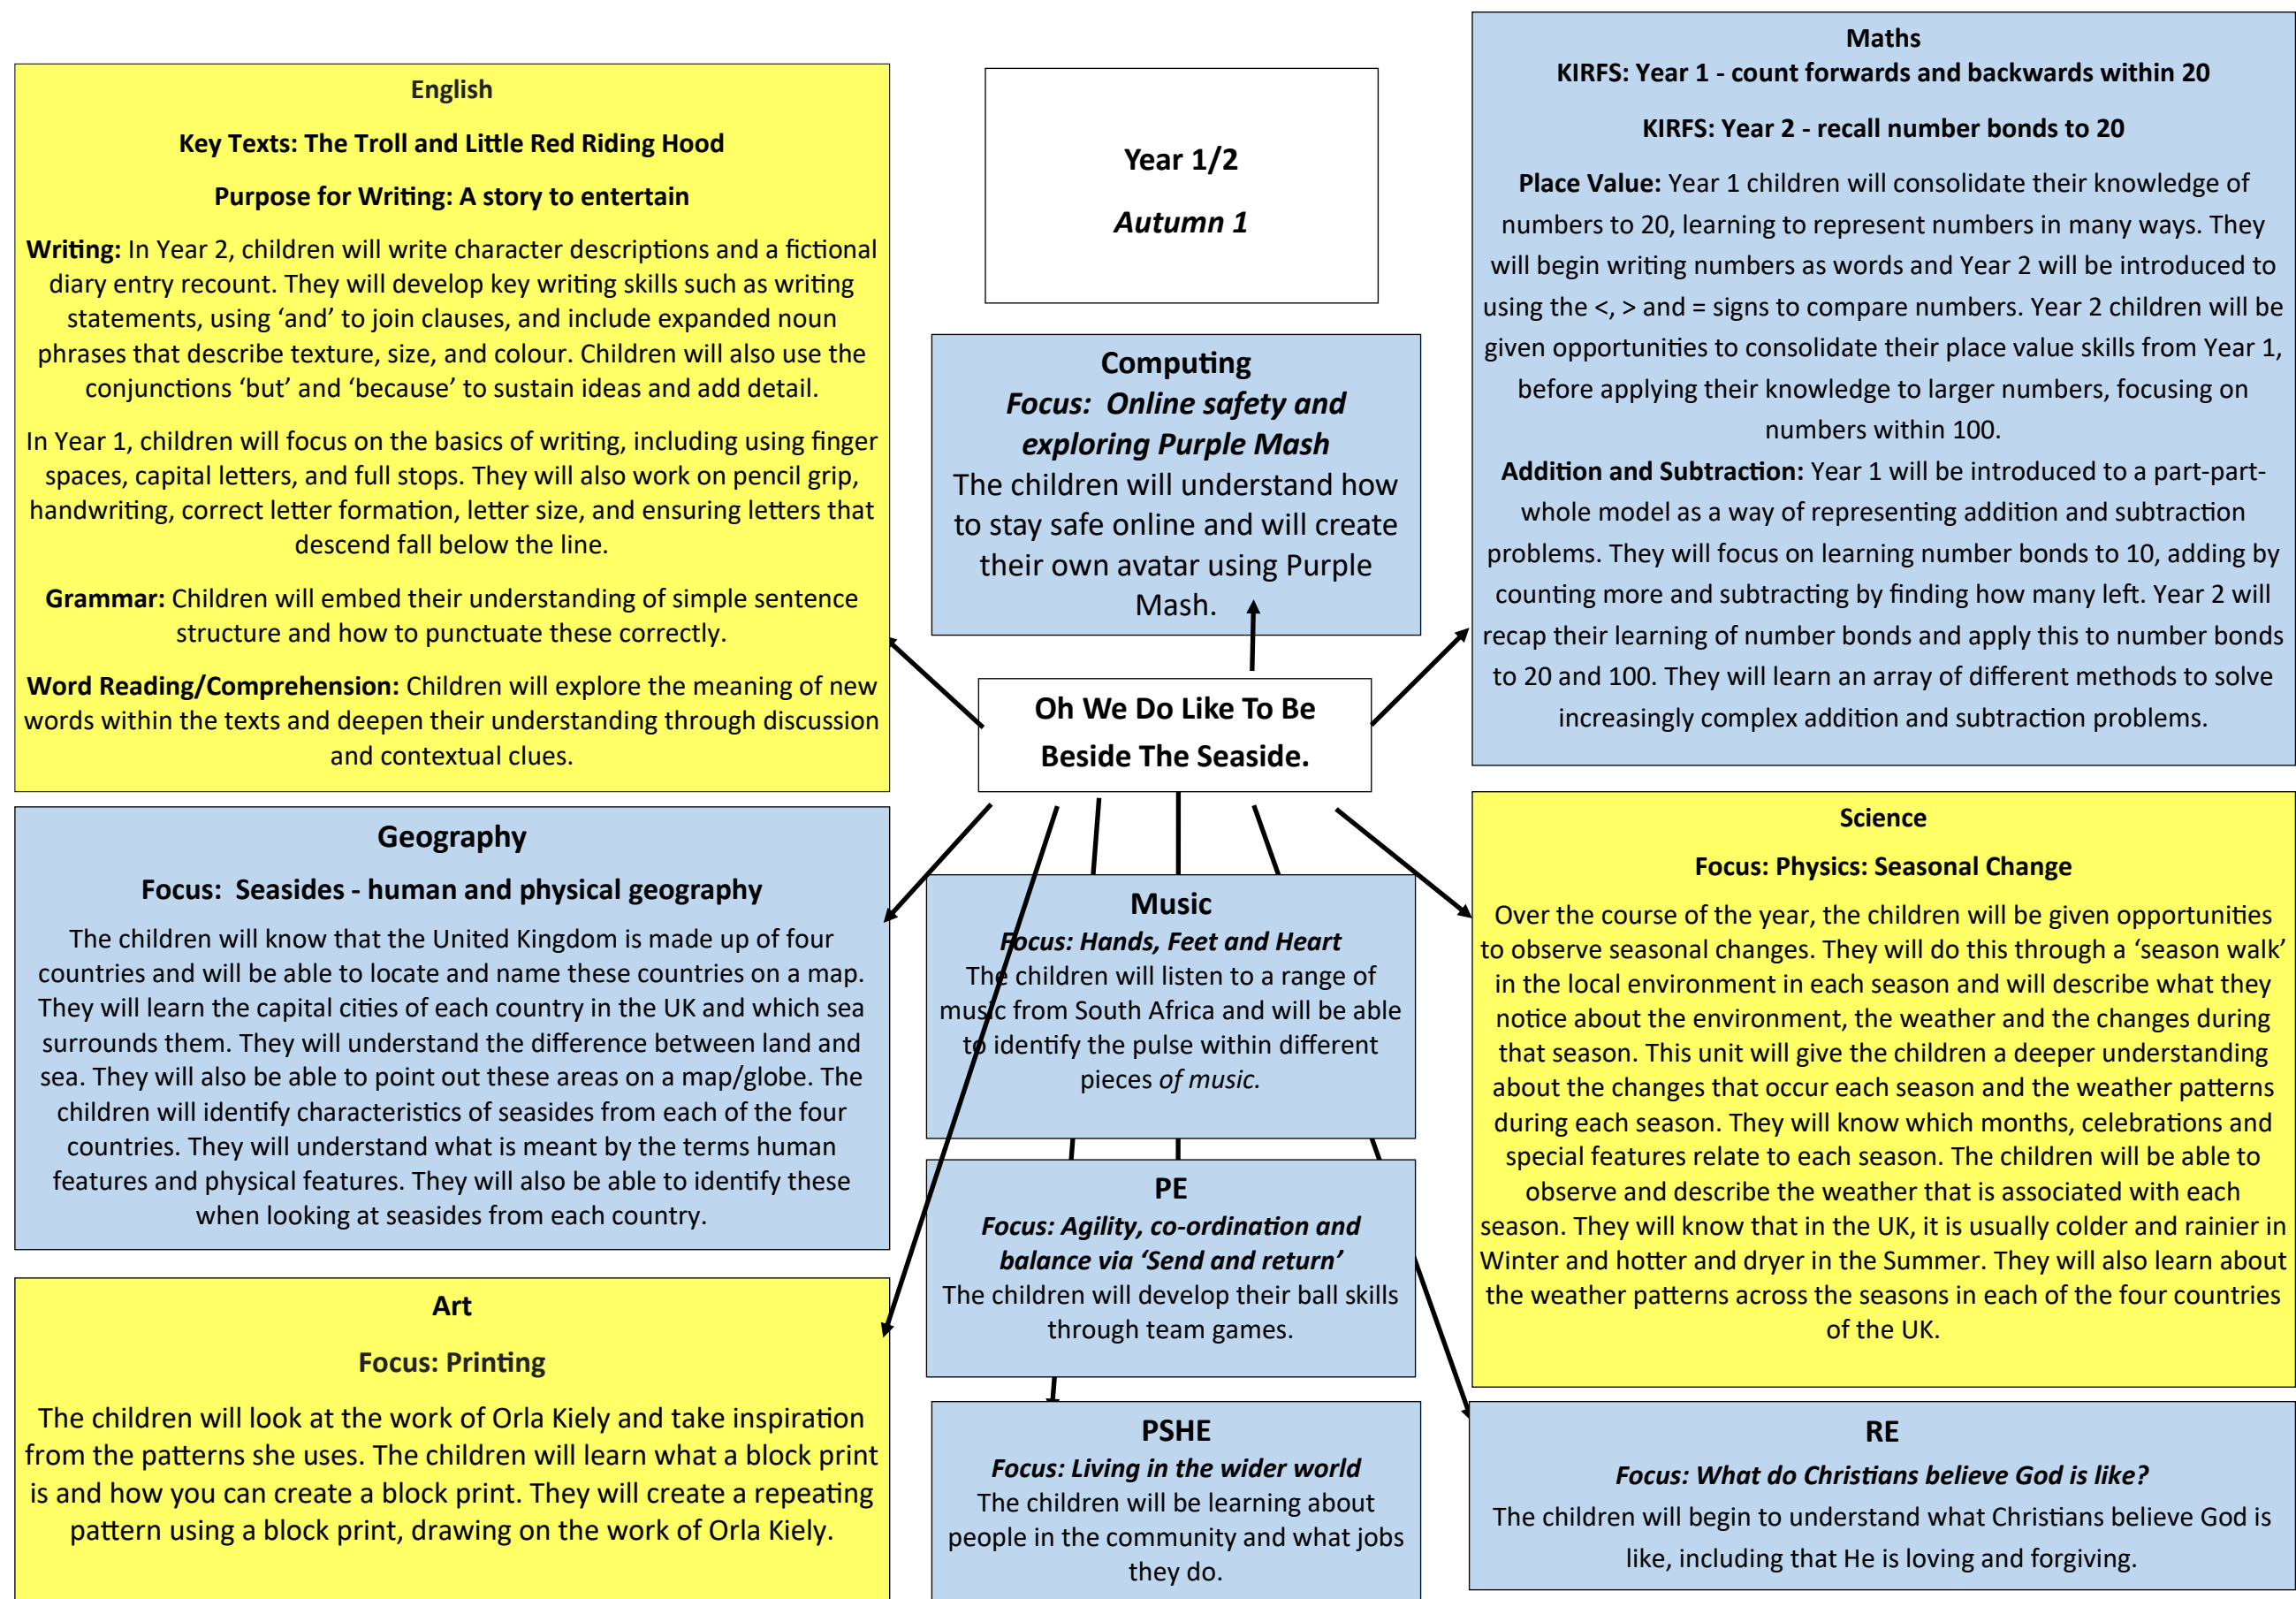 English
Key Texts: The Troll and Little Red Riding Hood
Purpose for Writing: A story to entertain
Writing: In Year 2, children will write character descriptions and a fictional
diary entry recount. They will develop key writing skills such as writing
statements, using ‘and’ to join clauses, and include expanded noun
phrases that describe texture, size, and colour. Children will also use the
conjunctions ‘but’ and ‘because’ to sustain ideas and add detail.
In Year 1, children will focus on the basics of writing, including using finger
spaces, capital letters, and full stops. They will also work on pencil grip,
handwriting, correct letter formation, letter size, and ensuring letters that
descend fall below the line.
Grammar: Children will embed their understanding of simple sentence
structure and how to punctuate these correctly.
Word Reading/Comprehension: Children will explore the meaning of new
words within the texts and deepen their understanding through discussion
and contextual clues.
Year 1/2
Autumn 1
Computing
Focus: Online safety and
exploring Purple Mash
The children will understand how
to stay safe online and will create
their own avatar using Purple
Mash.
Maths
KIRFS: Year 1 - count forwards and backwards within 20
KIRFS: Year 2 - recall number bonds to 20
Place Value: Year 1 children will consolidate their knowledge of
numbers to 20, learning to represent numbers in many ways. They
will begin writing numbers as words and Year 2 will be introduced to
using the <, > and = signs to compare numbers. Year 2 children will be
given opportunities to consolidate their place value skills from Year 1,
before applying their knowledge to larger numbers, focusing on
numbers within 100.
Addition and Subtraction: Year 1 will be introduced to a part-part-
whole model as a way of representing addition and subtraction
problems. They will focus on learning number bonds to 10, adding by
counting more and subtracting by finding how many left. Year 2 will
recap their learning of number bonds and apply this to number bonds
to 20 and 100. They will learn an array of different methods to solve
increasingly complex addition and subtraction problems.
Oh We Do Like To Be
Beside The Seaside.
Geography
Focus: Seasides - human and physical geography
The children will know that the United Kingdom is made up of four
countries and will be able to locate and name these countries on a map.
They will learn the capital cities of each country in the UK and which sea
surrounds them. They will understand the difference between land and
sea. They will also be able to point out these areas on a map/globe. The
children will identify characteristics of seasides from each of the four
countries. They will understand what is meant by the terms human
features and physical features. They will also be able to identify these
when looking at seasides from each country.
Music
Focus: Hands, Feet and Heart
The children will listen to a range of
music from South Africa and will be able
to identify the pulse within different
pieces of music.
Science
Focus: Physics: Seasonal Change
Over the course of the year, the children will be given opportunities
to observe seasonal changes. They will do this through a ‘season walk’
in the local environment in each season and will describe what they
notice about the environment, the weather and the changes during
that season. This unit will give the children a deeper understanding
about the changes that occur each season and the weather patterns
during each season. They will know which months, celebrations and
special features relate to each season. The children will be able to
observe and describe the weather that is associated with each
season. They will know that in the UK, it is usually colder and rainier in
Winter and hotter and dryer in the Summer. They will also learn about
the weather patterns across the seasons in each of the four countries
of the UK.
PE
Focus: Agility, co-ordination and
balance via ‘Send and return’
The children will develop their ball skills
through team games.
Art
Focus: Printing
The children will look at the work of Orla Kiely and take inspiration
from the patterns she uses. The children will learn what a block print
is and how you can create a block print. They will create a repeating
pattern using a block print, drawing on the work of Orla Kiely.
PSHE
Focus: Living in the wider world
The children will be learning about
people in the community and what jobs
they do.
RE
Focus: What do Christians believe God is like?
The children will begin to understand what Christians believe God is
like, including that He is loving and forgiving.